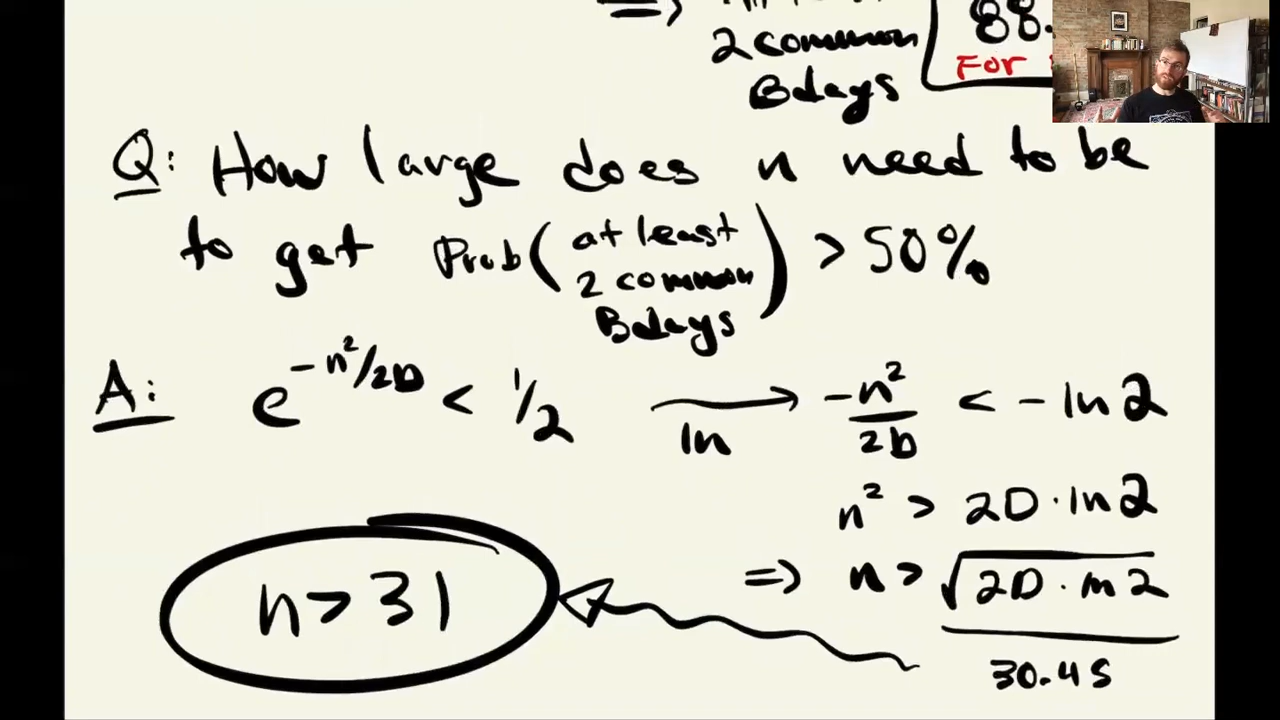 2 common
88.
Bdays
For
Q: How large does n need to be
to get Prob(at least 2 common Bdays) > 50%
A: e^-n²/2D < 1/2 ln → -n²/2D < -ln 2
n² > 2D · ln 2
=> n > √2D · ln 2
n > 31
30.45